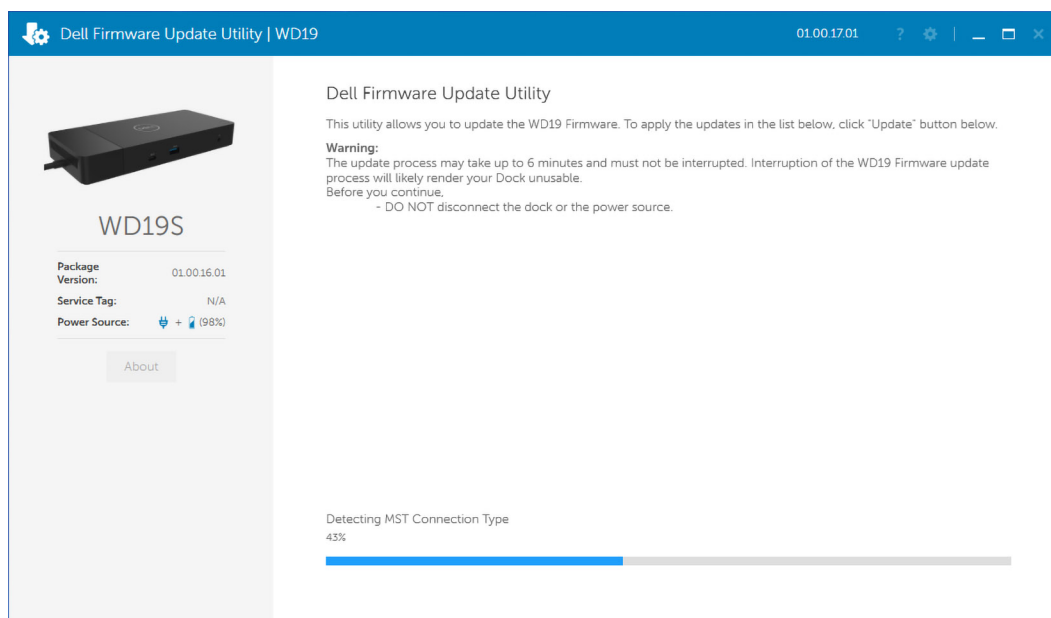 Dell Firmware Update Utility | WD19
01.00.17.01
?
Dell Firmware Update Utility
This utility allows you to update the WD19 Firmware. To apply the updates in the list below, click "Update" button below.
Warning:
The update process may take up to 6 minutes and must not be interrupted. Interruption of the WD19 Firmware update
process will likely render your Dock unusable.
Before you continue,
- DO NOT disconnect the dock or the power source.
WD19S
Package
Version:
01.00.16.01
Service Tag:
N/A
Power Source:
+
(98%)
About
Detecting MST Connection Type
43%